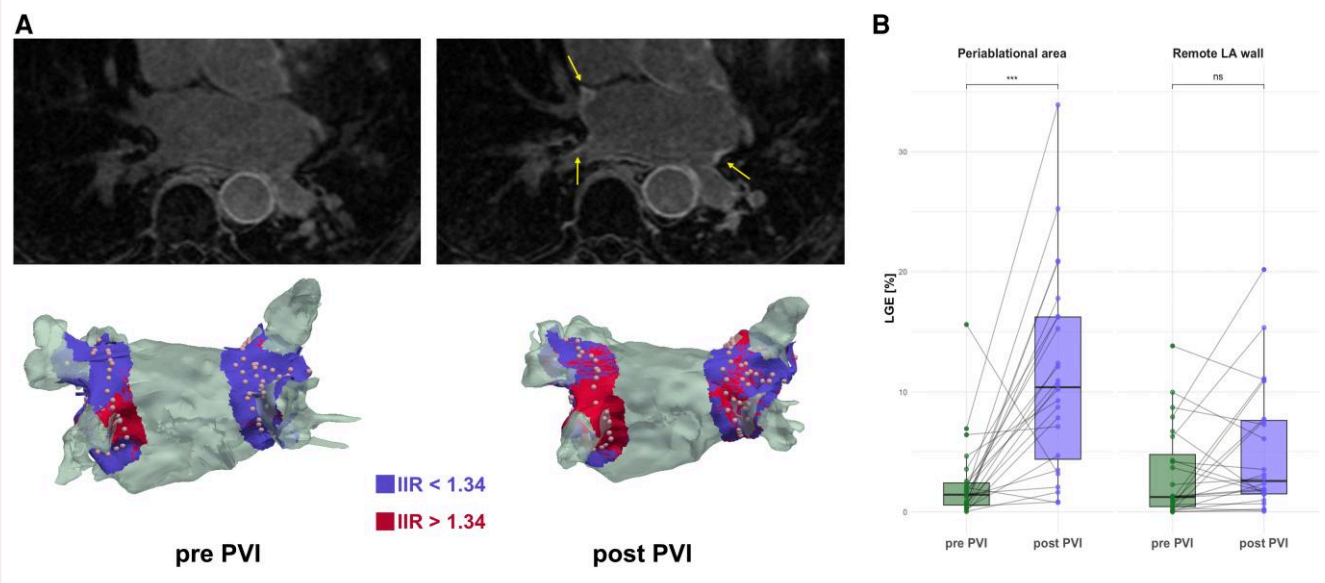 A
B
Periablational area
Remote LA wall
***
ns
LGE [%]
30
20
10
0
pre PVI
post PVI
pre PVI
post PVI
IIR < 1.34
IIR > 1.34
pre PVI
post PVI